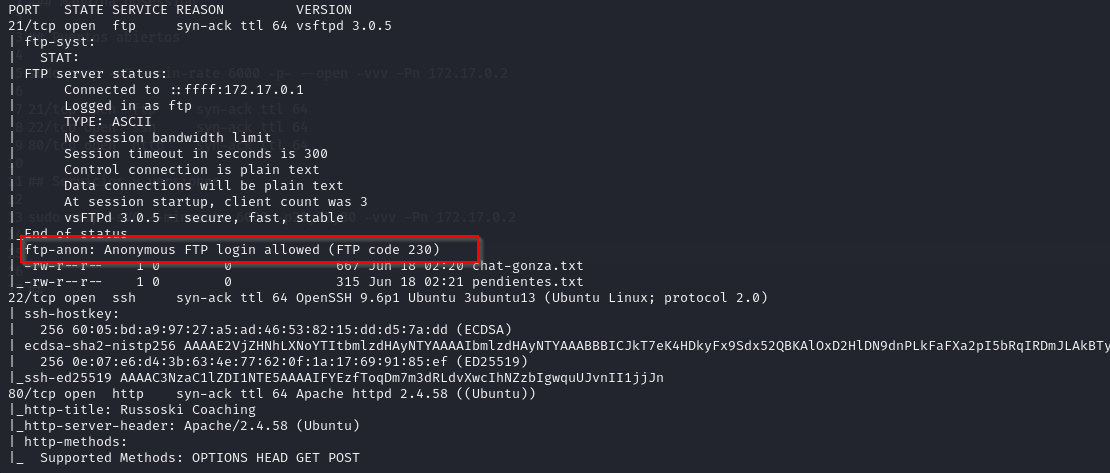 PORT   STATE SERVICE REASON         VERSION
21/tcp open  ftp     syn-ack ttl 64 vsftpd 3.0.5
| ftp-syst:
|   STAT:
| FTP server status:
|      Connected to ::ffff:172.17.0.1
|      Logged in as ftp
|      TYPE: ASCII
|      No session bandwidth limit
|      Session timeout in seconds is 300
|      Control connection is plain text
|      Data connections will be plain text
|      At session startup, client count was 3
|      vsFTPd 3.0.5 - secure, fast, stable
|_End of status
| ftp-anon: Anonymous FTP login allowed (FTP code 230)
| -rw-r--r--    1 0        0             667 Jun 18 02:20 chat-gonza.txt
|_-rw-r--r--    1 0        0             315 Jun 18 02:21 pendientes.txt
22/tcp open  ssh     syn-ack ttl 64 OpenSSH 9.6p1 Ubuntu 3ubuntu13 (Ubuntu Linux; protocol 2.0)
| ssh-hostkey:
|   256 60:05:bd:a9:97:27:a5:ad:46:53:82:15:dd:d5:7a:dd (ECDSA)
| ecdsa-sha2-nistp256 AAAAE2VjZHNhLXNoYTItbmlzdHAyNTYAAAAIbmlzdHAyNTYAAABBBICJkT7eK4HDkyFx9Sdx52QBKAlOxD2HlDN9dnPLkFaFXa2pI5bRqIRDmJLAkBTy
|   256 0e:07:e6:d4:3b:63:4e:77:62:0f:1a:17:69:91:85:ef (ED25519)
|_ssh-ed25519 AAAAC3NzaC1lZDI1NTE5AAAAIFYEzfToqDm7m3dRLdvXwcIhNZzbIgwquUJvnII1jjJn
80/tcp open  http    syn-ack ttl 64 Apache httpd 2.4.58 ((Ubuntu))
|_http-title: Russoski Coaching
|_http-server-header: Apache/2.4.58 (Ubuntu)
| http-methods:
|_  Supported Methods: OPTIONS HEAD GET POST